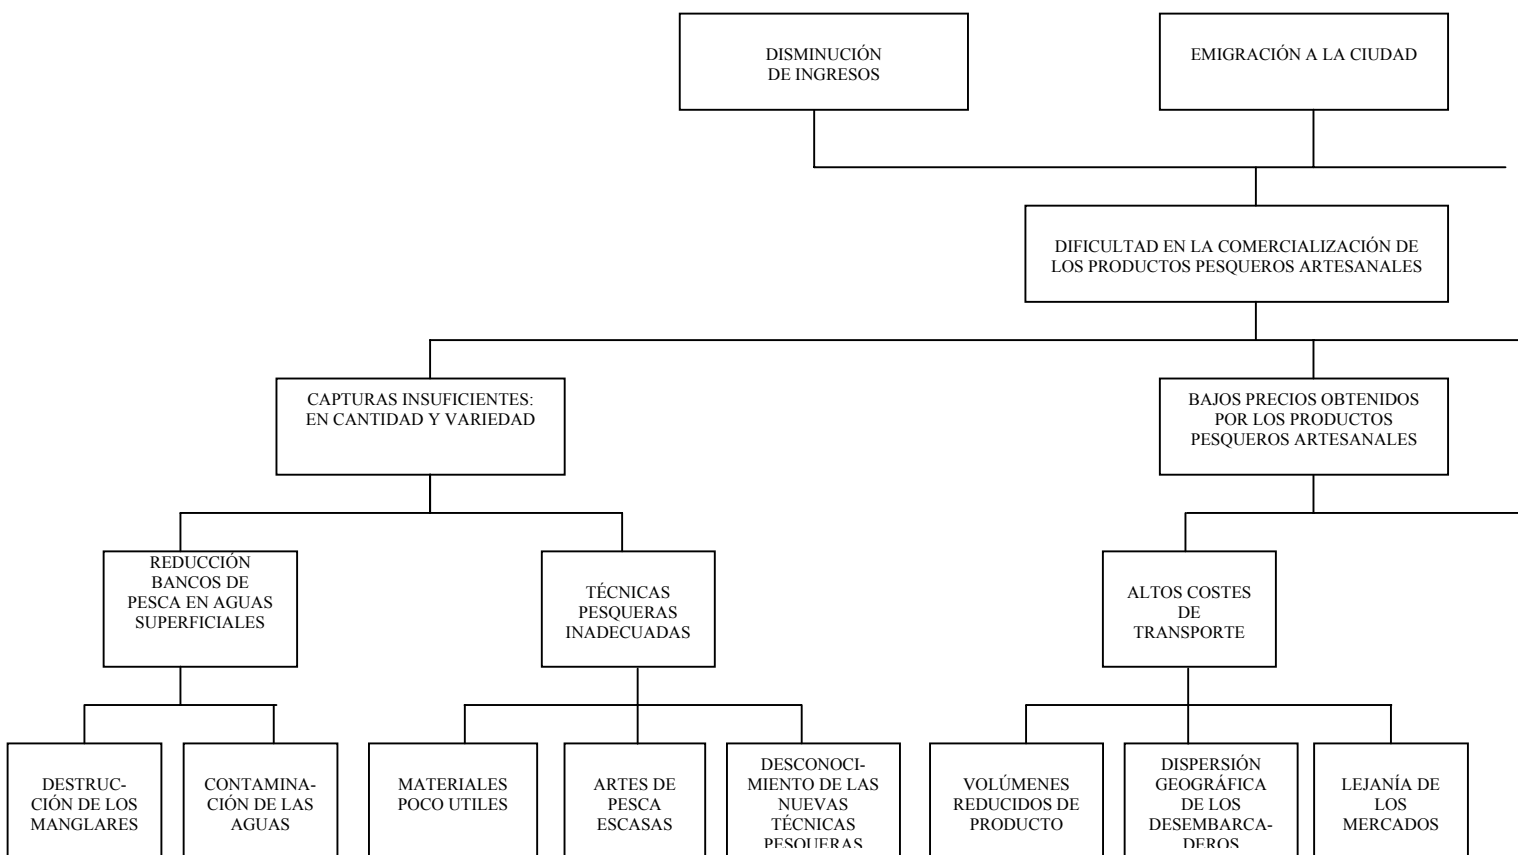 DISMINUCIÓN
DE INGRESOS
EMIGRACIÓN A LA CIUDAD
DIFICULTAD EN LA COMERCIALIZACIÓN DE
LOS PRODUCTOS PESQUEROS ARTESANALES
CAPTURAS INSUFICIENTES:
EN CANTIDAD Y VARIEDAD
BAJOS PRECIOS OBTENIDOS
POR LOS PRODUCTOS
PESQUEROS ARTESANALES
REDUCCIÓN
BANCOS DE
PESCA EN AGUAS
SUPERFICIALES
TÉCNICAS
PESQUERAS
INADECUADAS
ALTOS COSTES
DE
TRANSPORTE
DESTRUC-
CIÓN DE LOS
MANGLARES
CONTAMINA-
CIÓN DE LAS
AGUAS
MATERIALES
POCO UTILES
ARTES DE
PESCA
ESCASAS
DESCONOCI-
MIENTO DE LAS
NUEVAS
TÉCNICAS
PESQUERAS
VOLÚMENES
REDUCIDOS DE
PRODUCTO
DISPERSIÓN
GEOGRÁFICA
DE LOS
DESEMBARCA-
DEROS
LEJANÍA DE
LOS
MERCADOS